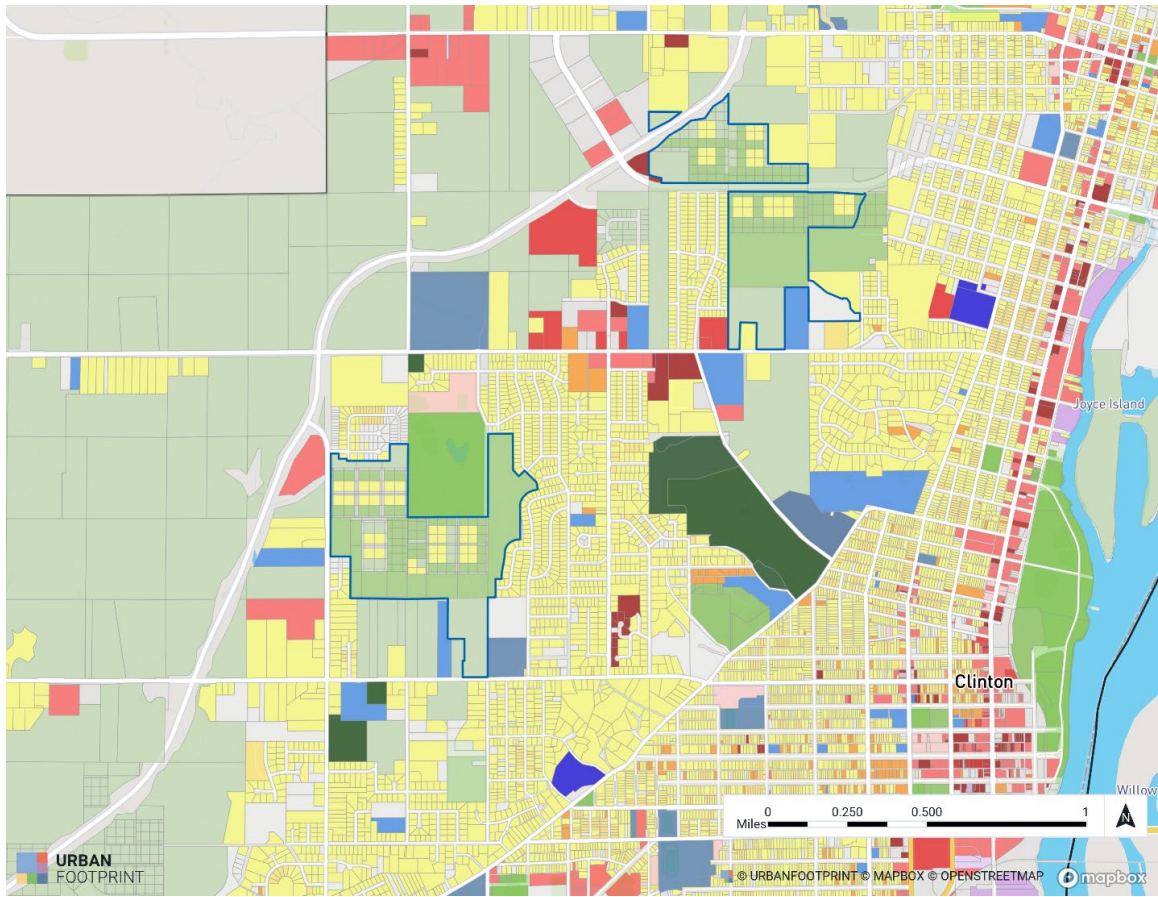 Joyce Island
Clinton
Willow
0 0.250 0.500 1
Miles
N
URBAN
FOOTPRINT
© URBANFOOTPRINT © MAPBOX © OPENSTREETMAP
mapbox